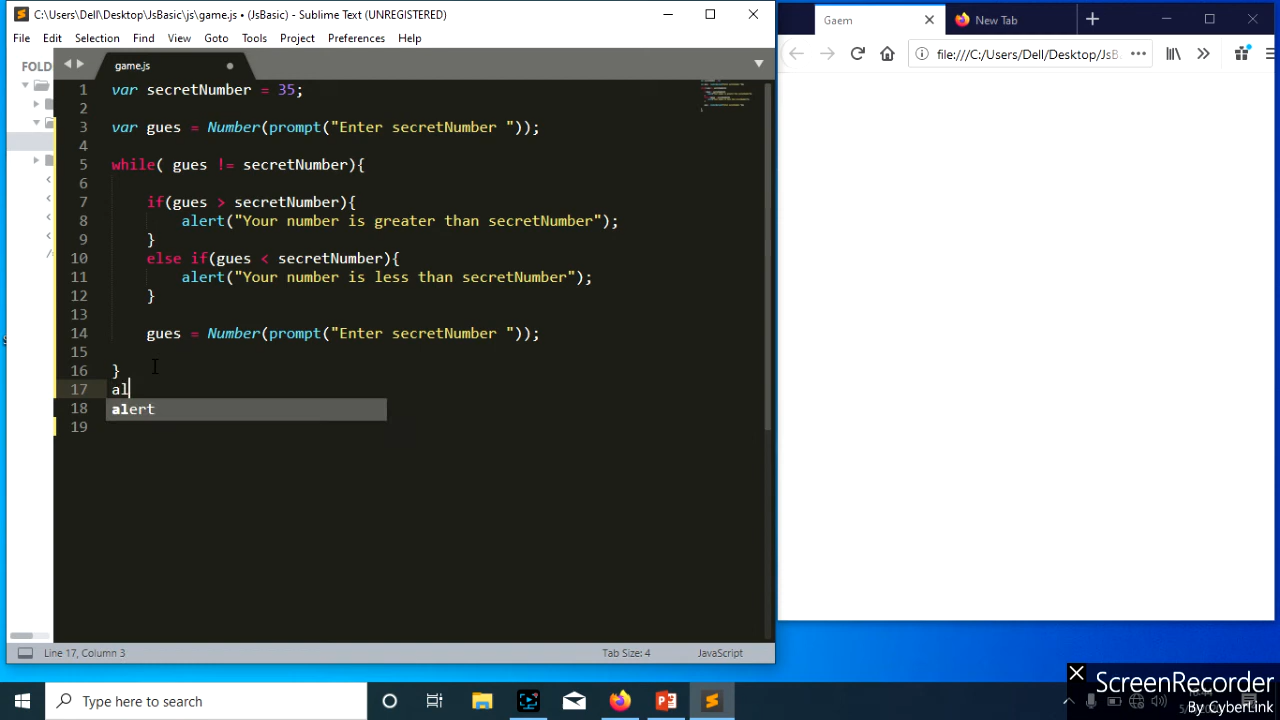 C:\Users\Dell\Desktop\JsBasic\js\game.js • (JsBasic) - Sublime Text (UNREGISTERED)
File Edit Selection Find View Goto Tools Project Preferences Help
FOLD
game.js
1 var secretNumber = 35;
2
3 var gues = Number(prompt("Enter secretNumber "));
4
5 while( gues != secretNumber){
6
7 if(gues > secretNumber){
8 alert("Your number is greater than secretNumber");
9 }
10 else if(gues < secretNumber){
11 alert("Your number is less than secretNumber");
12 }
13
14 gues = Number(prompt("Enter secretNumber "));
15
16 }
17 al
18 alert
19
Line 17, Column 3 Tab Size: 4 JavaScript
Gaem New Tab
file:///C:/Users/Dell/Desktop/JsB
Type here to search
ScreenRecorder
By CyberLink